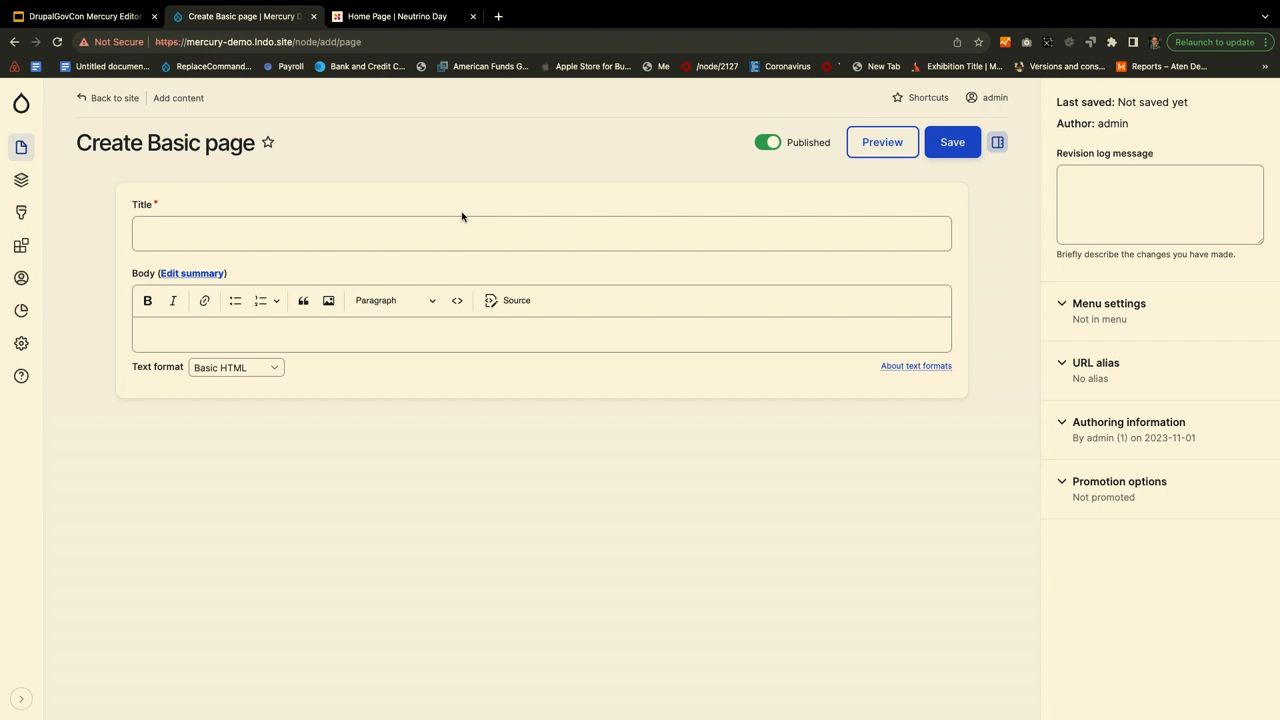 DrupalGovCon Mercury Editor
Create Basic page | Mercury D
Home Page | Neutrino Day
Not Secure
https://mercury-demo.lndo.site/node/add/page
Relaunch to update
Untitled documen...
ReplaceCommand...
Payroll
Bank and Credit C...
American Funds G...
Apple Store for Bu...
Me
/node/2127
Coronavirus
New Tab
Exhibition Title | M...
Versions and cons...
Reports – Aten De...
Back to site
Add content
Shortcuts
admin
Create Basic page
Published
Preview
Save
Title *
Body (Edit summary)
B I
Paragraph
Source
Text format
Basic HTML
About text formats
Last saved: Not saved yet
Author: admin
Revision log message
Briefly describe the changes you have made.
Menu settings
Not in menu
URL alias
No alias
Authoring information
By admin (1) on 2023-11-01
Promotion options
Not promoted